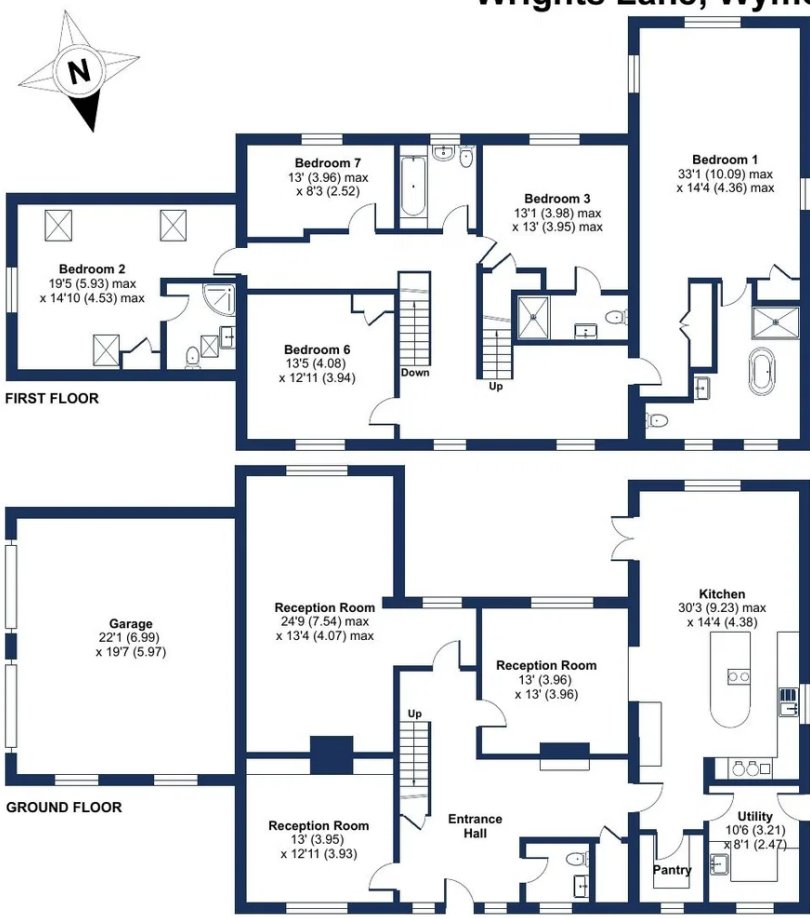 N
Bedroom 7
13' (3.96) max
x 8'3 (2.52)
Bedroom 1
33'1 (10.09) max
x 14'4 (4.36) max
Bedroom 3
13'1 (3.98) max
x 13' (3.95) max
Bedroom 2
19'5 (5.93) max
x 14'10 (4.53) max
Bedroom 6
13'5 (4.08)
x 12'11 (3.94)
Down
Up
FIRST FLOOR
Garage
22'1 (6.99)
x 19'7 (5.97)
Reception Room
24'9 (7.54) max
x 13'4 (4.07) max
Kitchen
30'3 (9.23) max
x 14'4 (4.38)
Reception Room
13' (3.96)
x 13' (3.96)
Up
GROUND FLOOR
Reception Room
13' (3.95)
x 12'11 (3.93)
Entrance
Hall
Utility
10'6 (3.21)
x 8'1 (2.47)
Pantry